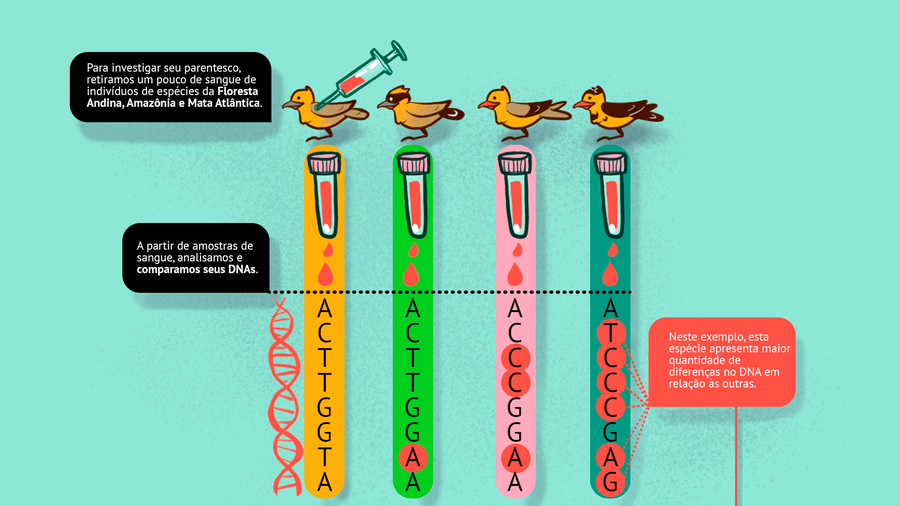 Para investigar seu parentesco,
retiramos um pouco de sangue de
indivíduos de espécies da Floresta
Andina, Amazônia e Mata Atlântica.
A partir de amostras de
sangue, analisamos e
comparamos seus DNAs.
A A A A
C C C T
T T C C
T T C C
G G G C
G G G G
T A A A
A A A G
Neste exemplo, esta
espécie apresenta maior
quantidade de
diferenças no DNA em
relação às outras.